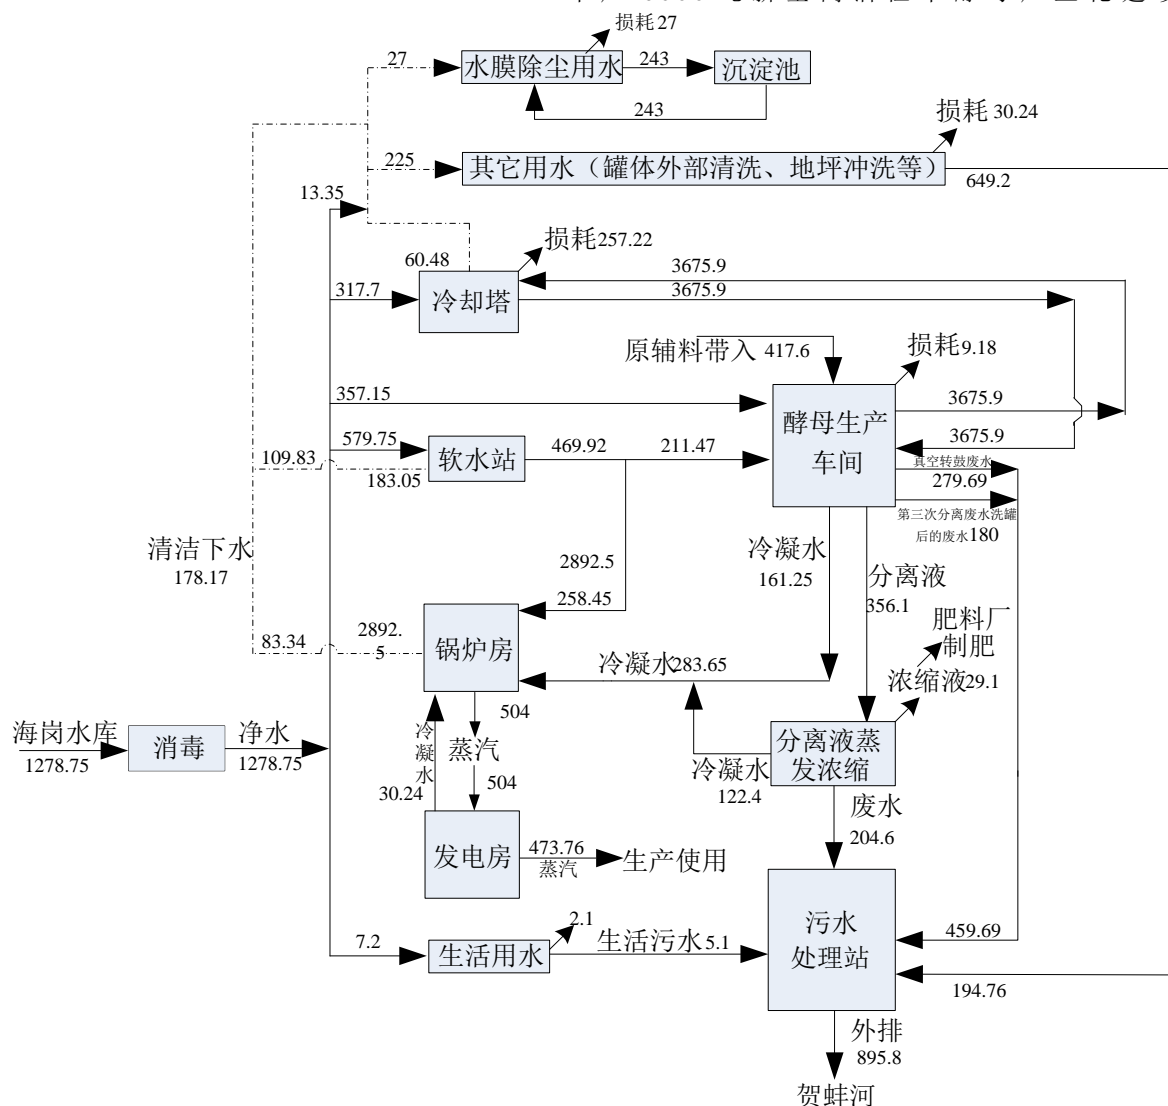 损耗27
27
水膜除尘用水
243
沉淀池
243
损耗 30.24
225
其它用水（罐体外部清洗、地坪冲洗等）
649.2
13.35
损耗257.22
60.48
3675.9
317.7
冷却塔
3675.9
原辅料带入 417.6
损耗9.18
357.15
3675.9
酵母生产
车间
579.75
469.92
211.47
3675.9
109.83
软水站
183.05
真空转鼓废水
279.69
第三次分离废水洗罐
后的废水180
清洁下水
178.17
冷凝水
161.25
2892.5
分离液
356.1
258.45
肥料厂
制肥
83.34
2892.
5
锅炉房
冷凝水283.65
浓缩液29.1
504
海岗水库
1278.75
消毒
净水
1278.75
冷凝水
30.24
蒸汽
504
分离液蒸
发浓缩
冷凝水
122.4
废水
204.6
发电房
473.76
蒸汽
生产使用
污水
处理站
2.1
7.2
生活用水
生活污水5.1
459.69
194.76
外排
895.8
贺蚌河